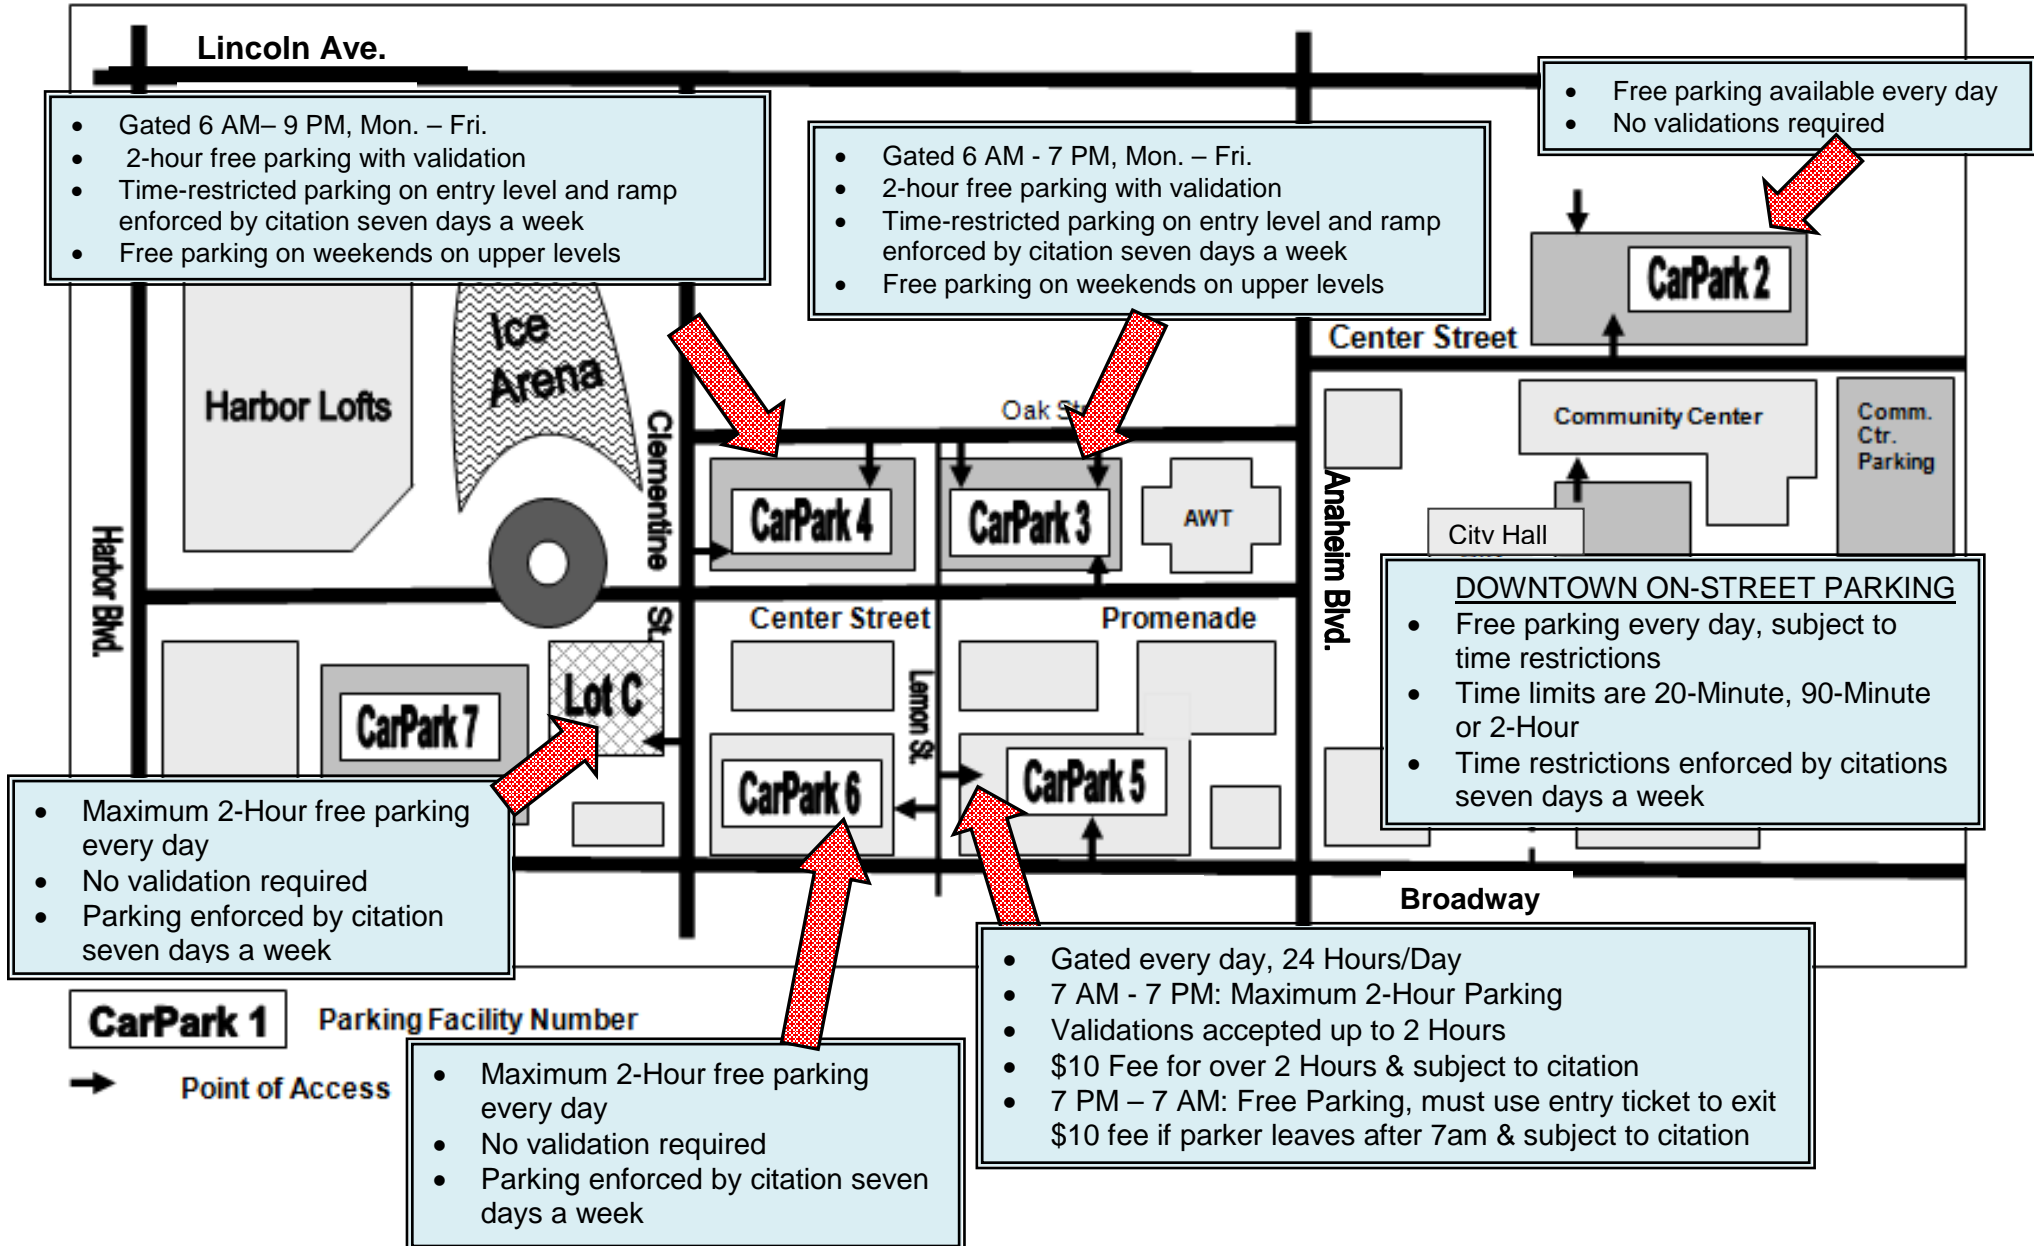 Lincoln Ave.
• Gated 6 AM– 9 PM, Mon. – Fri.
• 2-hour free parking with validation
• Time-restricted parking on entry level and ramp
enforced by citation seven days a week
• Free parking on weekends on upper levels
• Gated 6 AM - 7 PM, Mon. – Fri.
• 2-hour free parking with validation
• Time-restricted parking on entry level and ramp
enforced by citation seven days a week
• Free parking on weekends on upper levels
• Free parking available every day
• No validations required
CarPark 2
Center Street
Ice
Arena
Harbor Lofts
Oak
Clementine
St.
CarPark 4
CarPark 3
AWT
Community Center
Comm.
Ctr.
Parking
City Hall
Harbor Blvd.
Anaheim Blvd.
Center Street
Promenade
Lemon St.
DOWNTOWN ON-STREET PARKING
• Free parking every day, subject to
time restrictions
• Time limits are 20-Minute, 90-Minute
or 2-Hour
• Time restrictions enforced by citations
seven days a week
Lot C
CarPark 7
CarPark 6
CarPark 5
• Maximum 2-Hour free parking
every day
• No validation required
• Parking enforced by citation
seven days a week
Broadway
• Gated every day, 24 Hours/Day
• 7 AM - 7 PM: Maximum 2-Hour Parking
• Validations accepted up to 2 Hours
• $10 Fee for over 2 Hours & subject to citation
• 7 PM – 7 AM: Free Parking, must use entry ticket to exit
$10 fee if parker leaves after 7am & subject to citation
CarPark 1 Parking Facility Number
Point of Access
• Maximum 2-Hour free parking
every day
• No validation required
• Parking enforced by citation seven
days a week